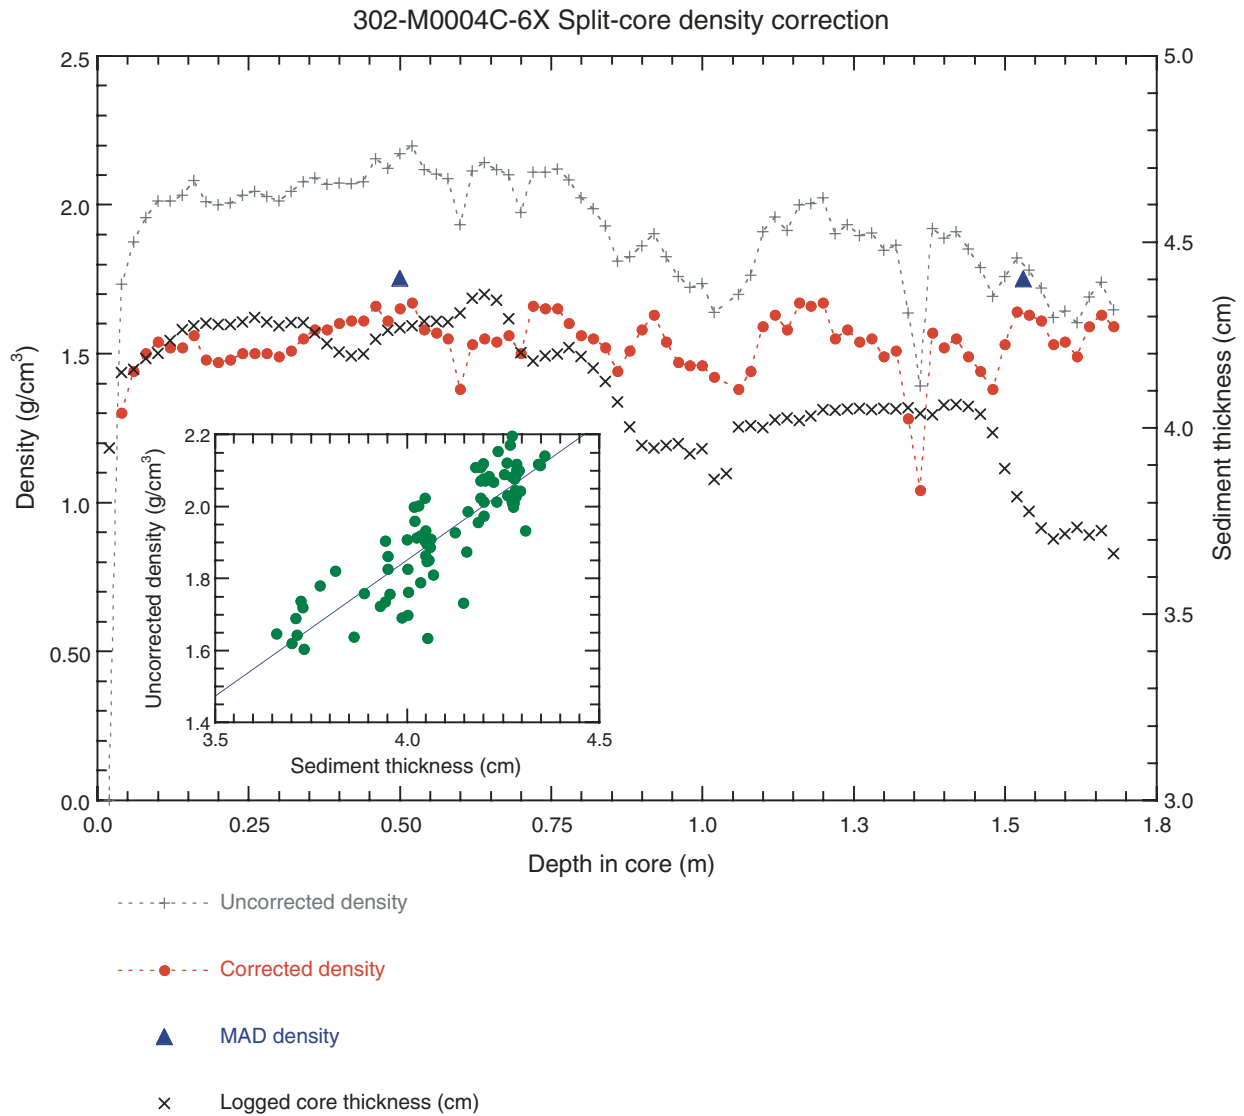 302-M0004C-6X Split-core density correction
2.5
2.0
1.5
1.0
0.50
0.0
Density (g/cm³)
5.0
4.5
4.0
3.5
3.0
Sediment thickness (cm)
2.2
2.0
1.8
1.6
1.4
Uncorrected density (g/cm³)
3.5 4.0 4.5
Sediment thickness (cm)
0.0 0.25 0.50 0.75 1.0 1.3 1.5 1.8
Depth in core (m)
Uncorrected density
Corrected density
MAD density
Logged core thickness (cm)